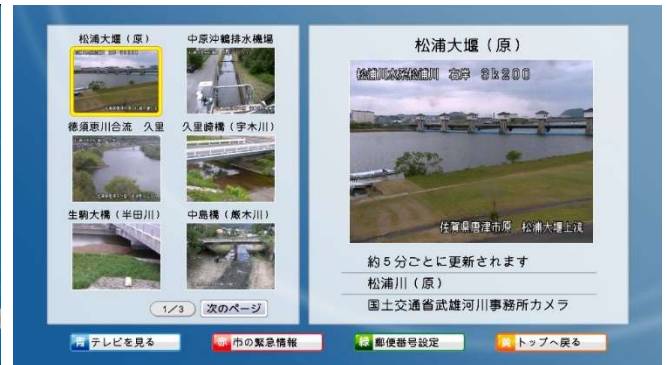 松浦大堰（原）
中原沖鶴排水機場
徳須恵川合流　久里
久里崎橋（宇木川）
生駒大橋（半田川）
中島橋（厳木川）
1／3
次のページ
松浦大堰（原）
松浦川水系松浦川　右岸　8k200
佐賀県唐津市原　松浦大堰上流
約5分ごとに更新されます
松浦川（原）
国土交通省武雄河川事務所カメラ
青 テレビを見る
赤 市の緊急情報
緑 郵便番号設定
黄 トップへ戻る